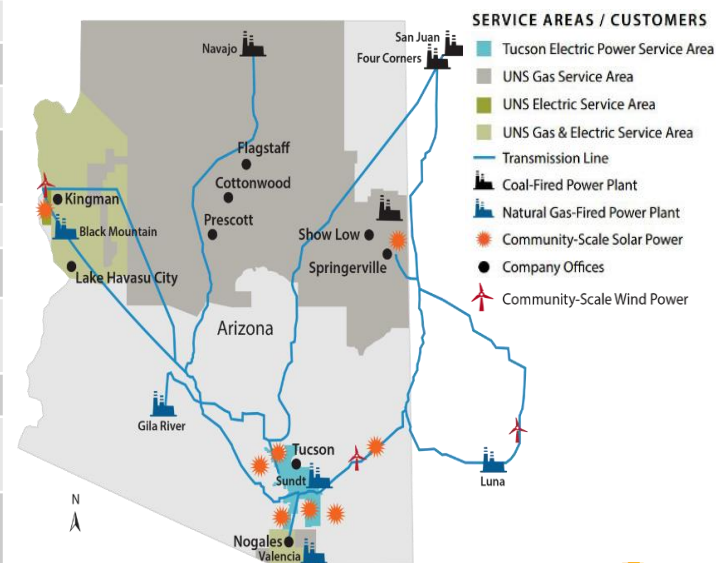 SERVICE AREAS / CUSTOMERS
Tucson Electric Power Service Area
UNS Gas Service Area
UNS Electric Service Area
UNS Gas & Electric Service Area
Transmission Line
Coal-Fired Power Plant
Natural Gas-Fired Power Plant
Community-Scale Solar Power
Company Offices
Community-Scale Wind Power
San Juan
Navajo
Four Corners
Flagstaff
Cottonwood
Kingman
Prescott
Black Mountain
Show Low
Springerville
Lake Havasu City
Arizona
Gila River
Tucson
Sundt
Luna
N
Nogales
Valencia